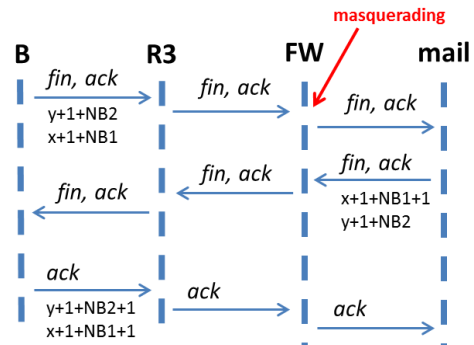 masquerading
B R3 FW mail
fin, ack
fin, ack
fin, ack
y+1+NB2
x+1+NB1
fin, ack
fin, ack
fin, ack
x+1+NB1+1
y+1+NB2
ack
ack
ack
y+1+NB2+1
x+1+NB1+1